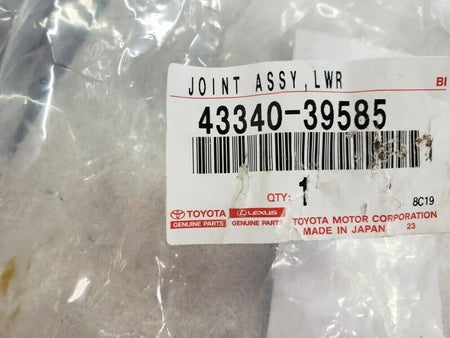 JOINT ASSY,LWR BI
43340-39585
QTY: 1 8C19
TOYOTA LEXUS TOYOTA MOTOR CORPORATION
GENUINE PARTS GENUINE PARTS MADE IN JAPAN 23